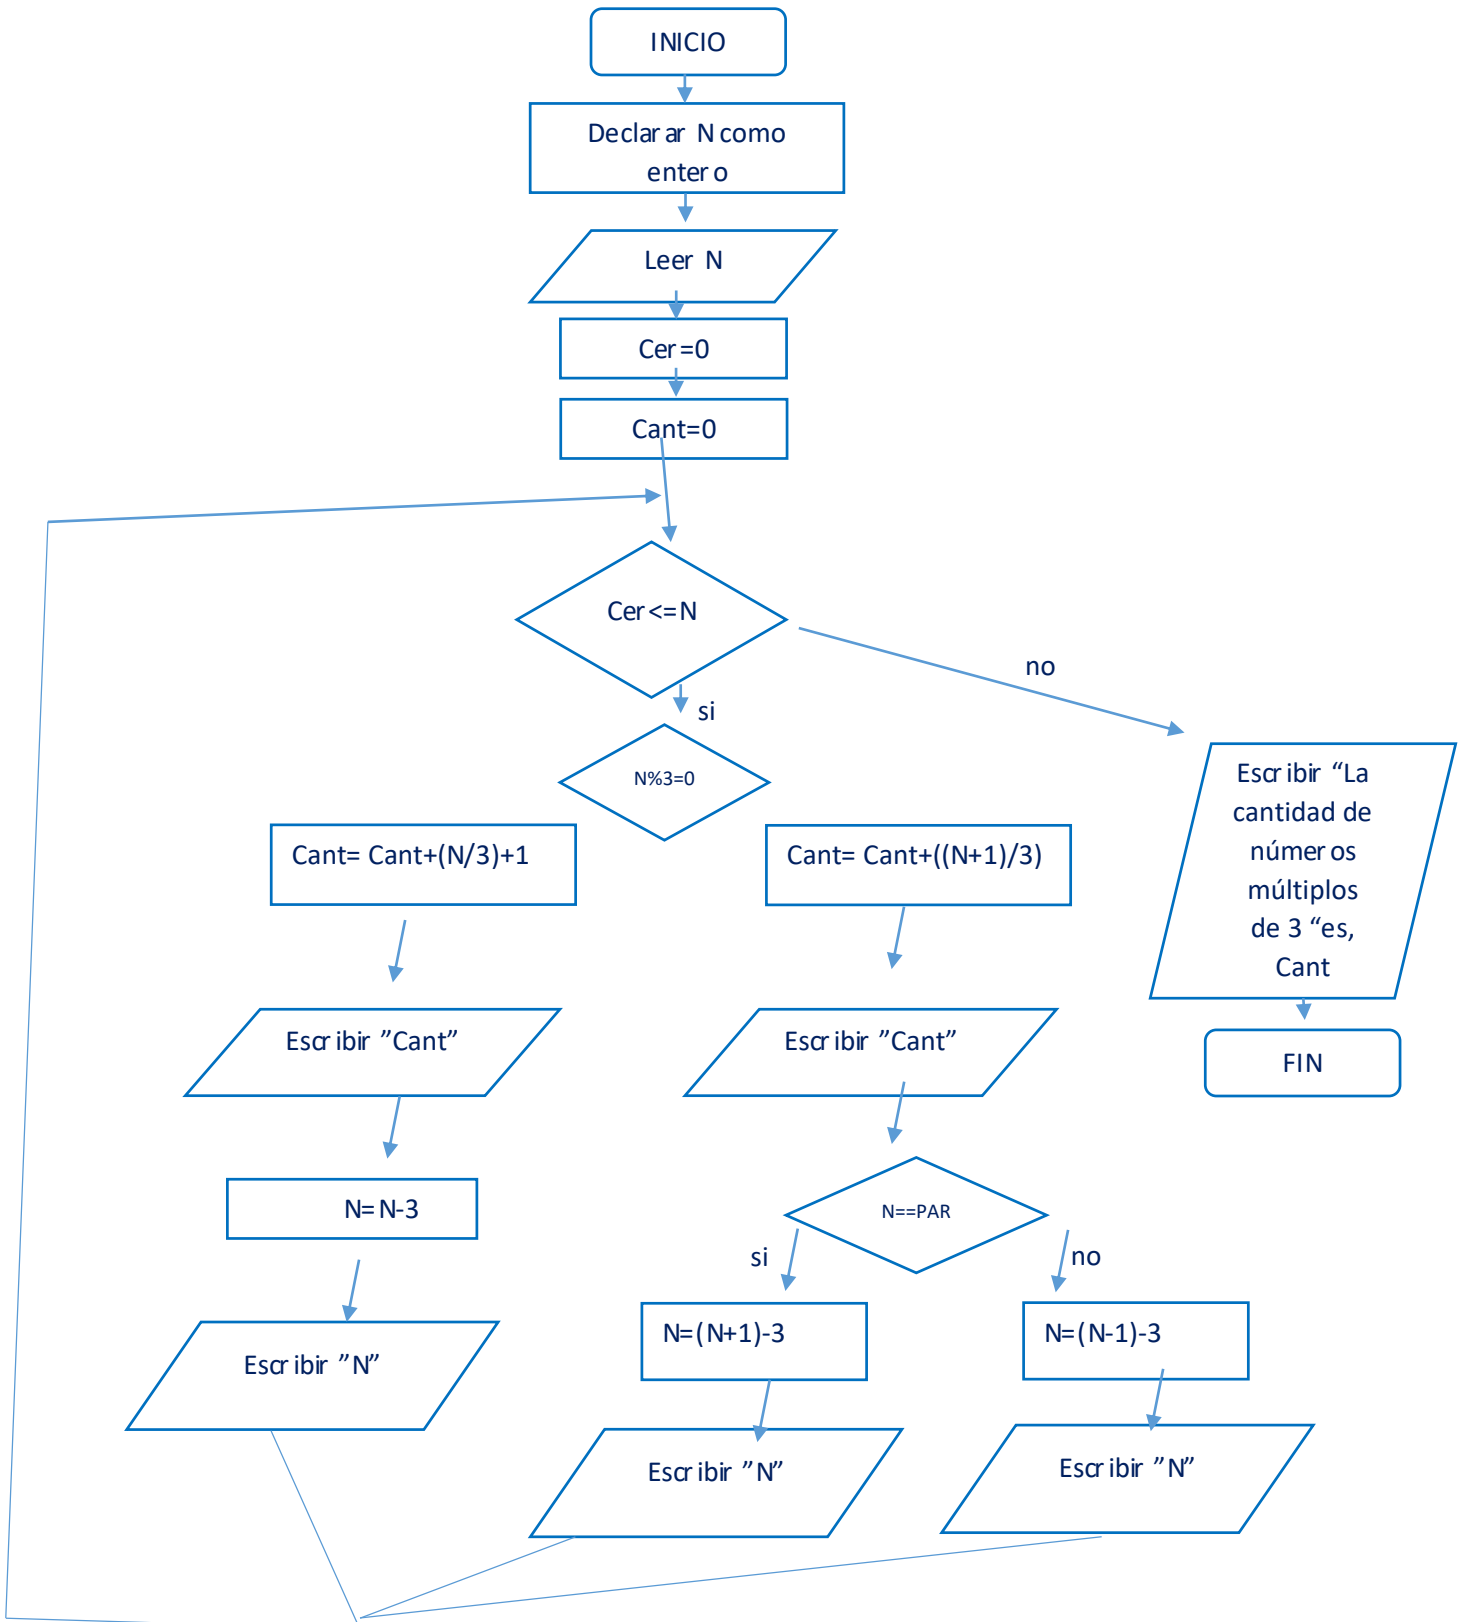 INICIO
Declarar N como
entero
Leer N
Cer=0
Cant=0
Cer<=N
no
si
N%3=0
Escribir “La
cantidad de
números
múltiplos
de 3 “es,
Cant
Cant= Cant+(N/3)+1
Cant= Cant+((N+1)/3)
Escribir ”Cant”
Escribir ”Cant”
FIN
N=N-3
N==PAR
si
no
Escribir ”N”
N=(N+1)-3
N=(N-1)-3
Escribir ”N”
Escribir ”N”